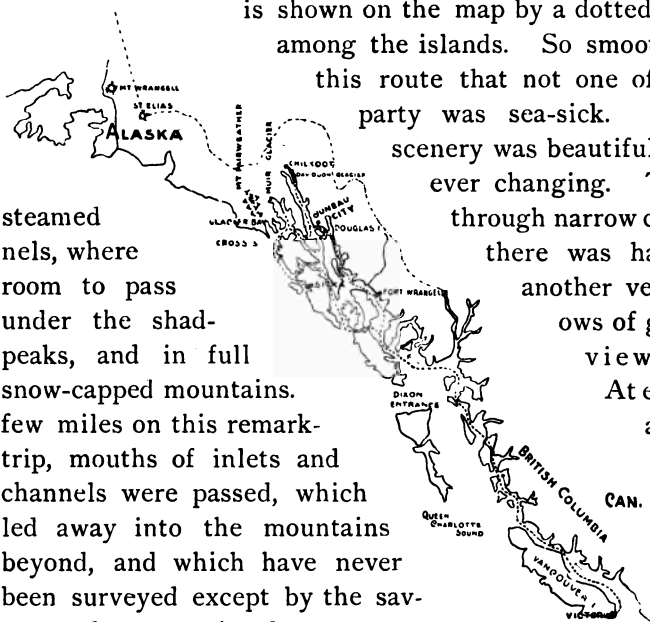 is shown on the map by a dotted
among the islands. So smoo
this route that not one of
party was sea-sick.
scenery was beautiful
ever changing.
steamed
through narrow c
nels, where
there was ha
room to pass
another ve
under the shad-
ows of g
peaks, and in full
view
snow-capped mountains.
At e
few miles on this remark-
a
trip, mouths of inlets and
channels were passed, which
led away into the mountains
beyond, and which have never
been surveyed except by the sav-
MT WRANGELL
ST ELIAS
ALASKA
MT FAIRWEATHER
MUIR GLACIER
CHILKOOT
DAVIDSON GLACIER
GLACIER BAY
JUNEAU
CITY
DOUGLAS I
CROSS S
SITKA
FORT WRANGELL
DIXON
ENTRANCE
QUEEN
CHARLOTTE
SOUND
BRITISH COLUMBIA
CAN.
VANCOUVER I
VICTORIA